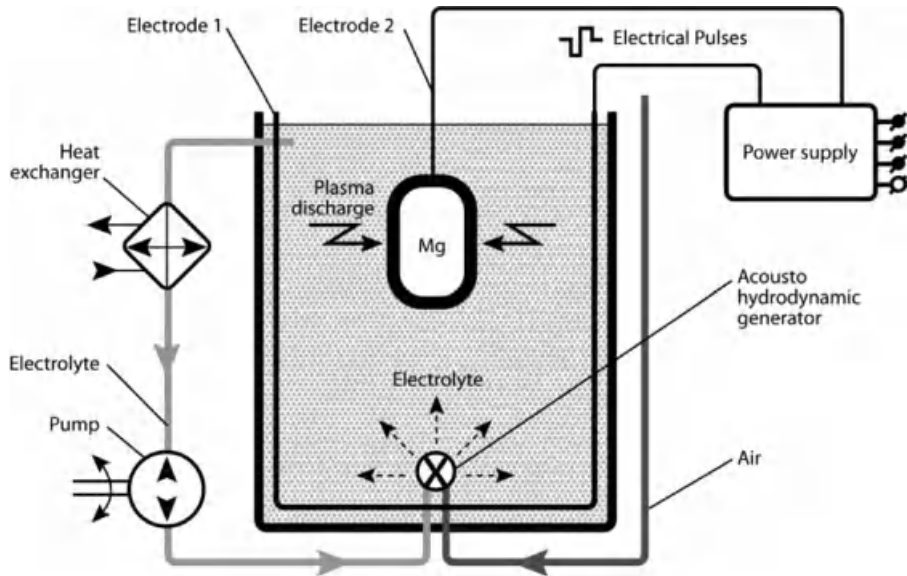 Electrode 1
Electrode 2
Electrical Pulses
Power supply
Heat
exchanger
Plasma
discharge
Mg
Acousto
hydrodynamic
generator
Electrolyte
Electrolyte
Pump
Air